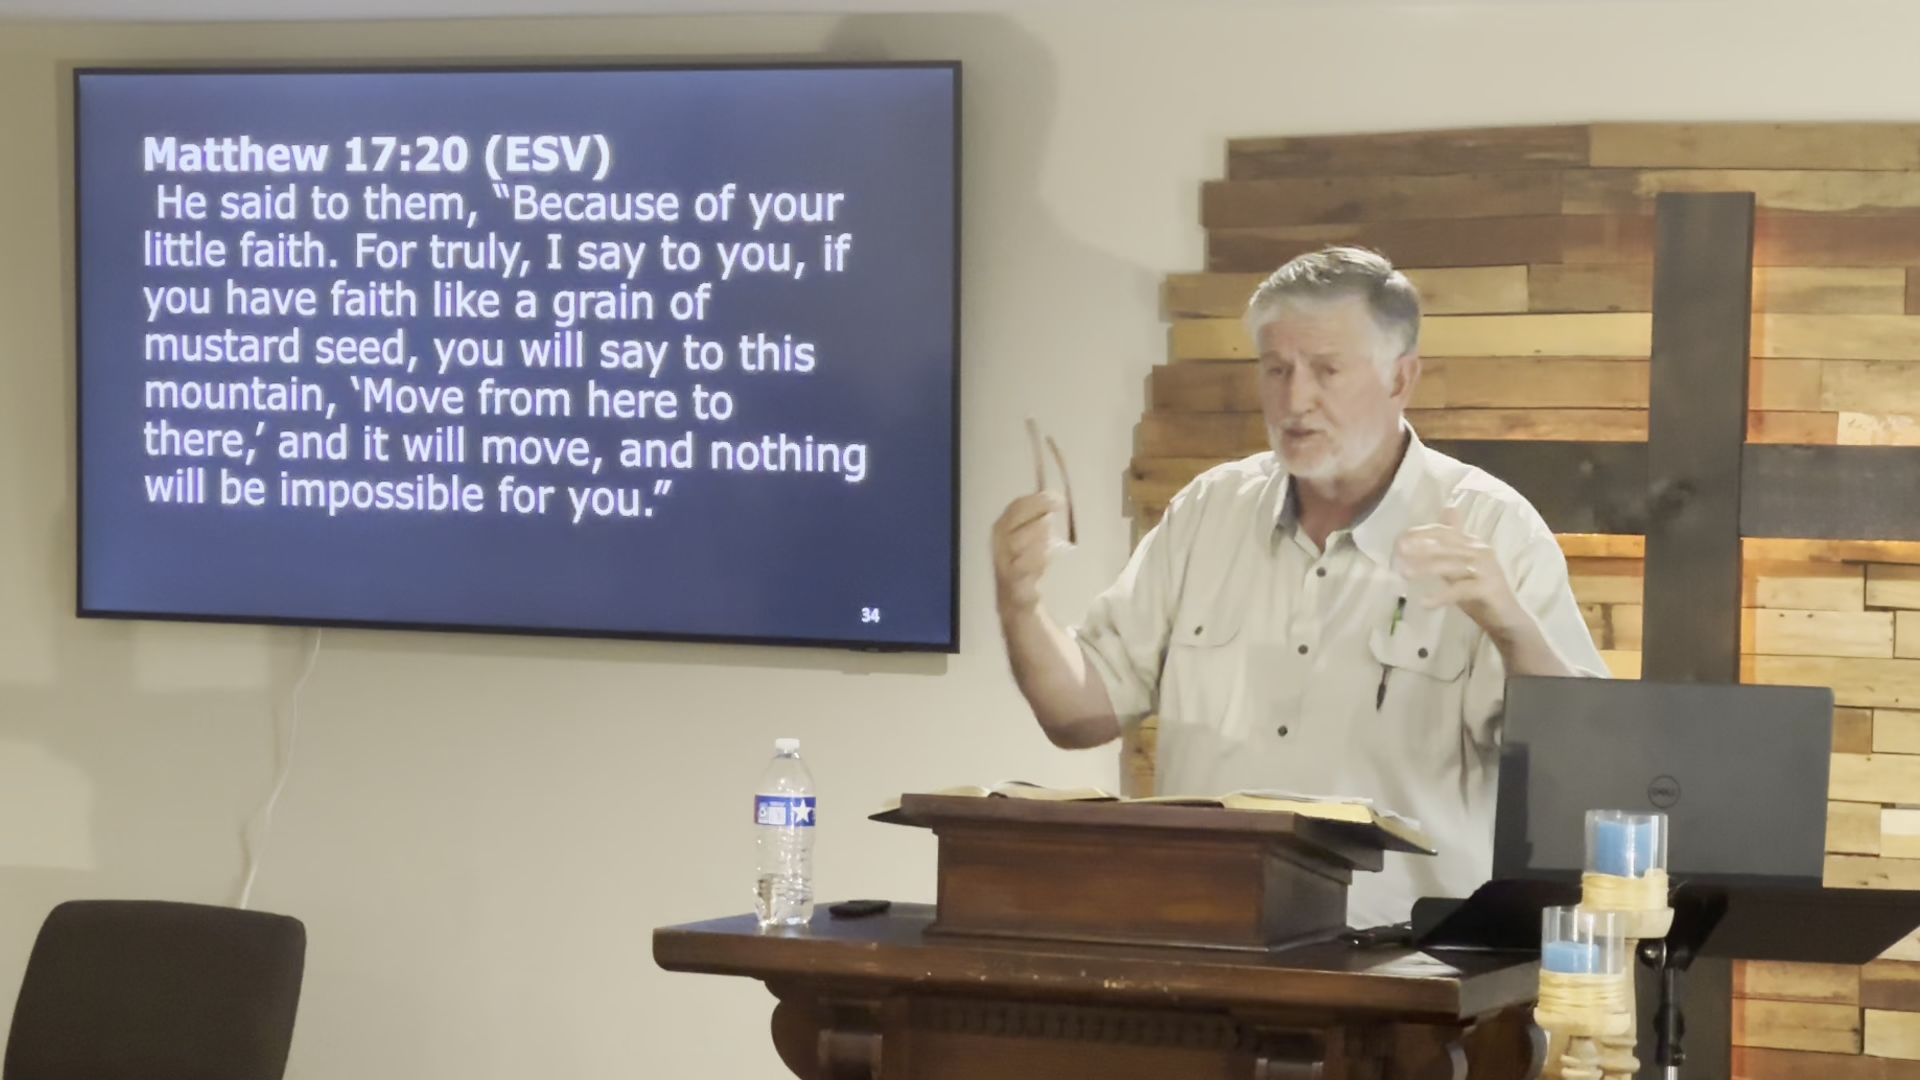 Matthew 17:20 (ESV)
He said to them, “Because of your
little faith. For truly, I say to you, if
you have faith like a grain of
mustard seed, you will say to this
mountain, ‘Move from here to
there,’ and it will move, and nothing
will be impossible for you.”
34
DELL